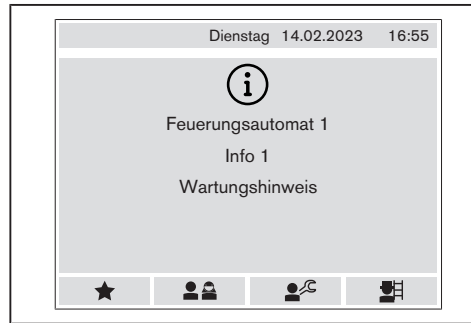 Dienstag 14.02.2023 16:55
Feuerungsautomat 1
Info 1
Wartungshinweis